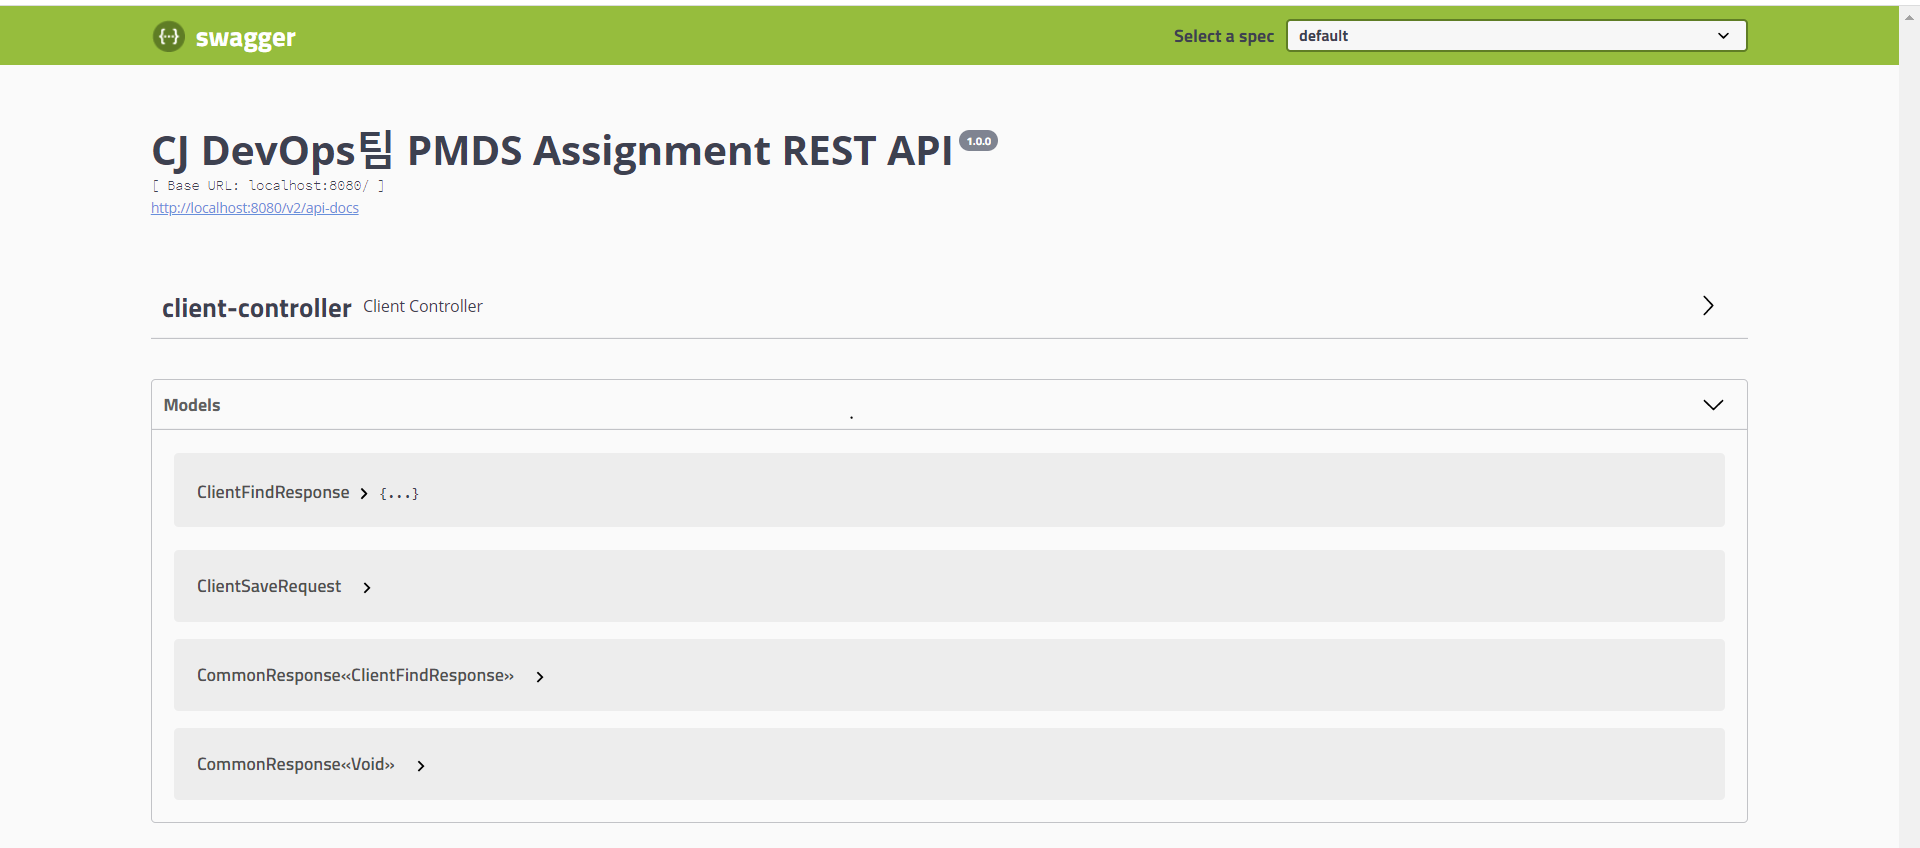 swagger
Select a spec default
CJ DevOps팀 PMDS Assignment REST API 1.0.0
[ Base URL: localhost:8080/ ]
http://localhost:8080/v2/api-docs
client-controller Client Controller
Models
ClientFindResponse {...}
ClientSaveRequest
CommonResponse«ClientFindResponse»
CommonResponse«Void»